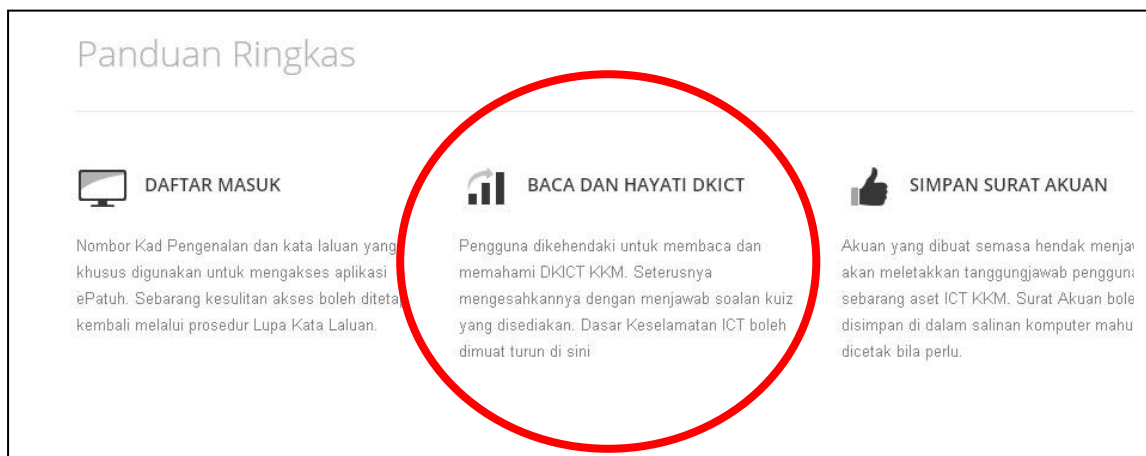 Panduan Ringkas
DAFTAR MASUK
Nombor Kad Pengenalan dan kata laluan yang
khusus digunakan untuk mengakses aplikasi
ePatuh. Sebarang kesulitan akses boleh
kembali melalui prosedur Lupa Kata Laluan.
BACA DAN HAYATI DKICT
Pengguna dikehendaki untuk membaca dan
memahami DKICT KKM. Seterusnya
mengesahkannya dengan menjawab soalan kuiz
yang disediakan. Dasar Keselamatan ICT boleh
dimuat turun di sini
SIMPAN SURAT AKUAN
Akuan yang dibuat semasa hendak
akan meletakkan tanggungjawab
sebarang aset ICT KKM. Surat Akuan
disimpan di dalam salinan komputer mahu
dicetak bila perlu.